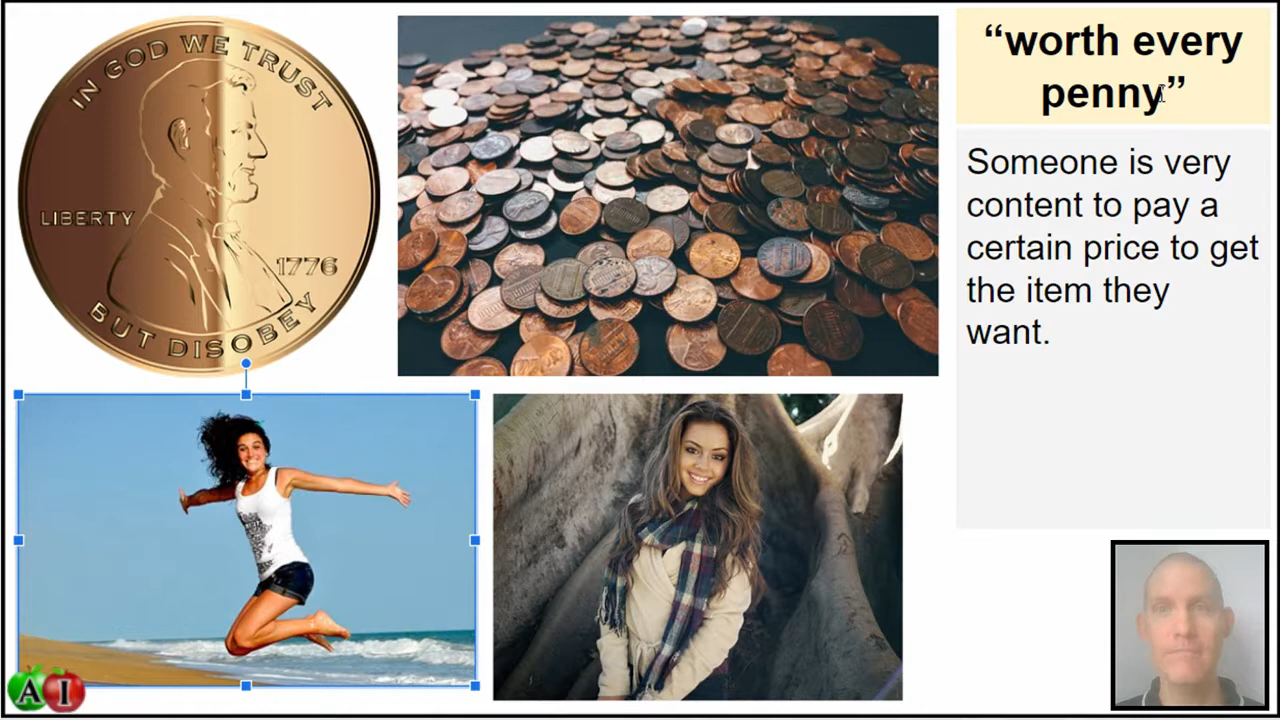 IN GOD WE TRUST
LIBERTY
1776
BUT DISOBEY
“worth every
penny”
Someone is very
content to pay a
certain price to get
the item they
want.
A I